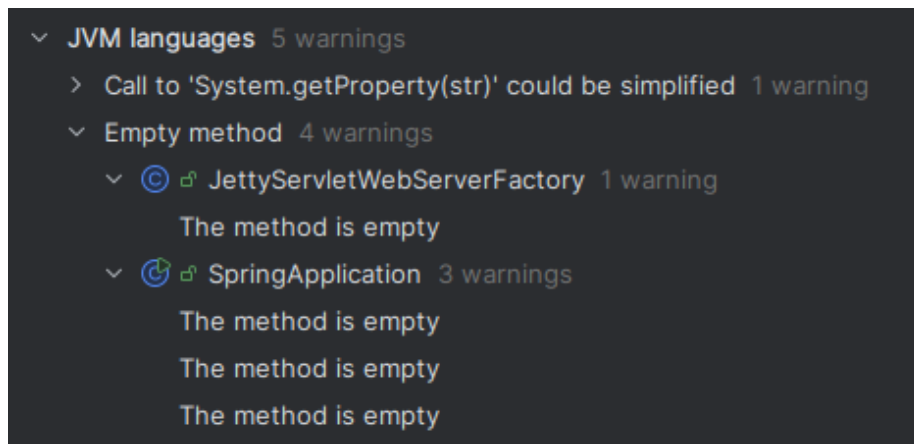 JVM languages 5 warnings
Call to 'System.getProperty(str)' could be simplified 1 warning
Empty method 4 warnings
JettyServletWebServerFactory 1 warning
The method is empty
SpringApplication 3 warnings
The method is empty
The method is empty
The method is empty